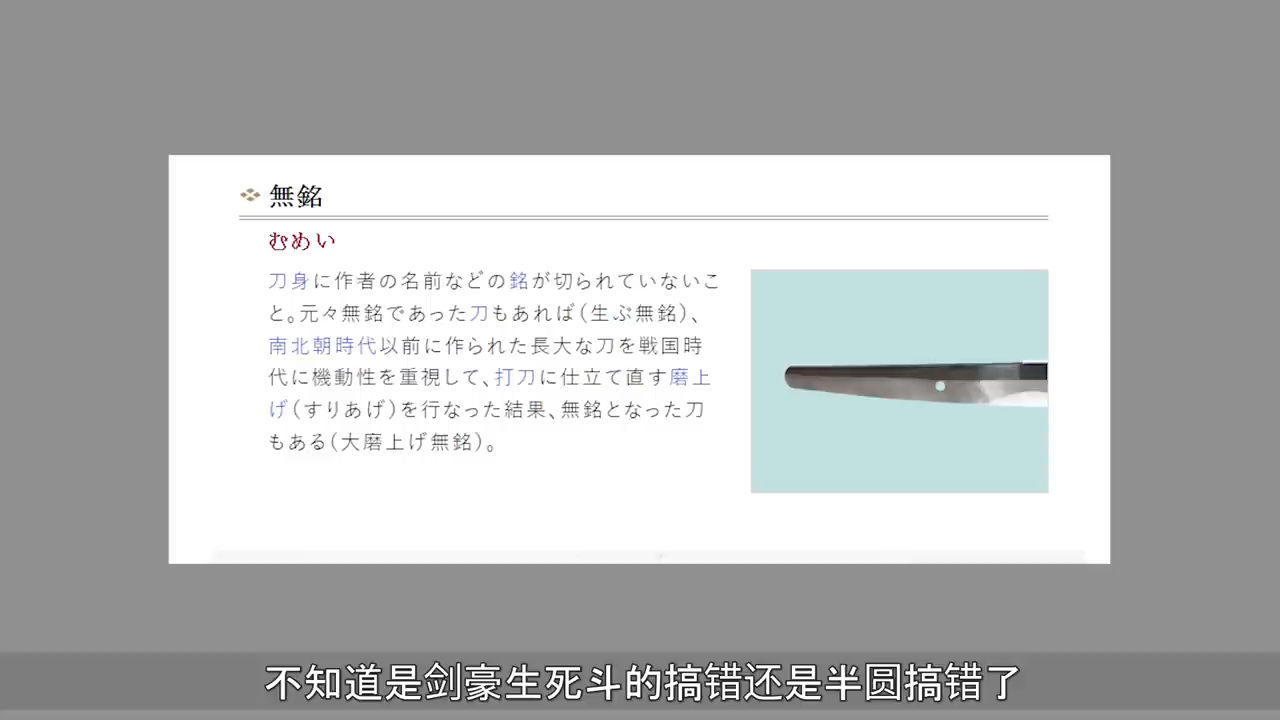 無銘
むめい
刀身に作者の名前などの銘が切られていないこ
と。元々無銘であった刀もあれば(生ぶ無銘)、
南北朝時代以前に作られた長大な刀を戦国時
代に機動性を重視して、打刀に仕立て直す磨上
げ(すりあげ)を行なった結果、無銘となった刀
もある(大磨上げ無銘)。
不知道是剑豪生死斗的搞错还是半圆搞错了